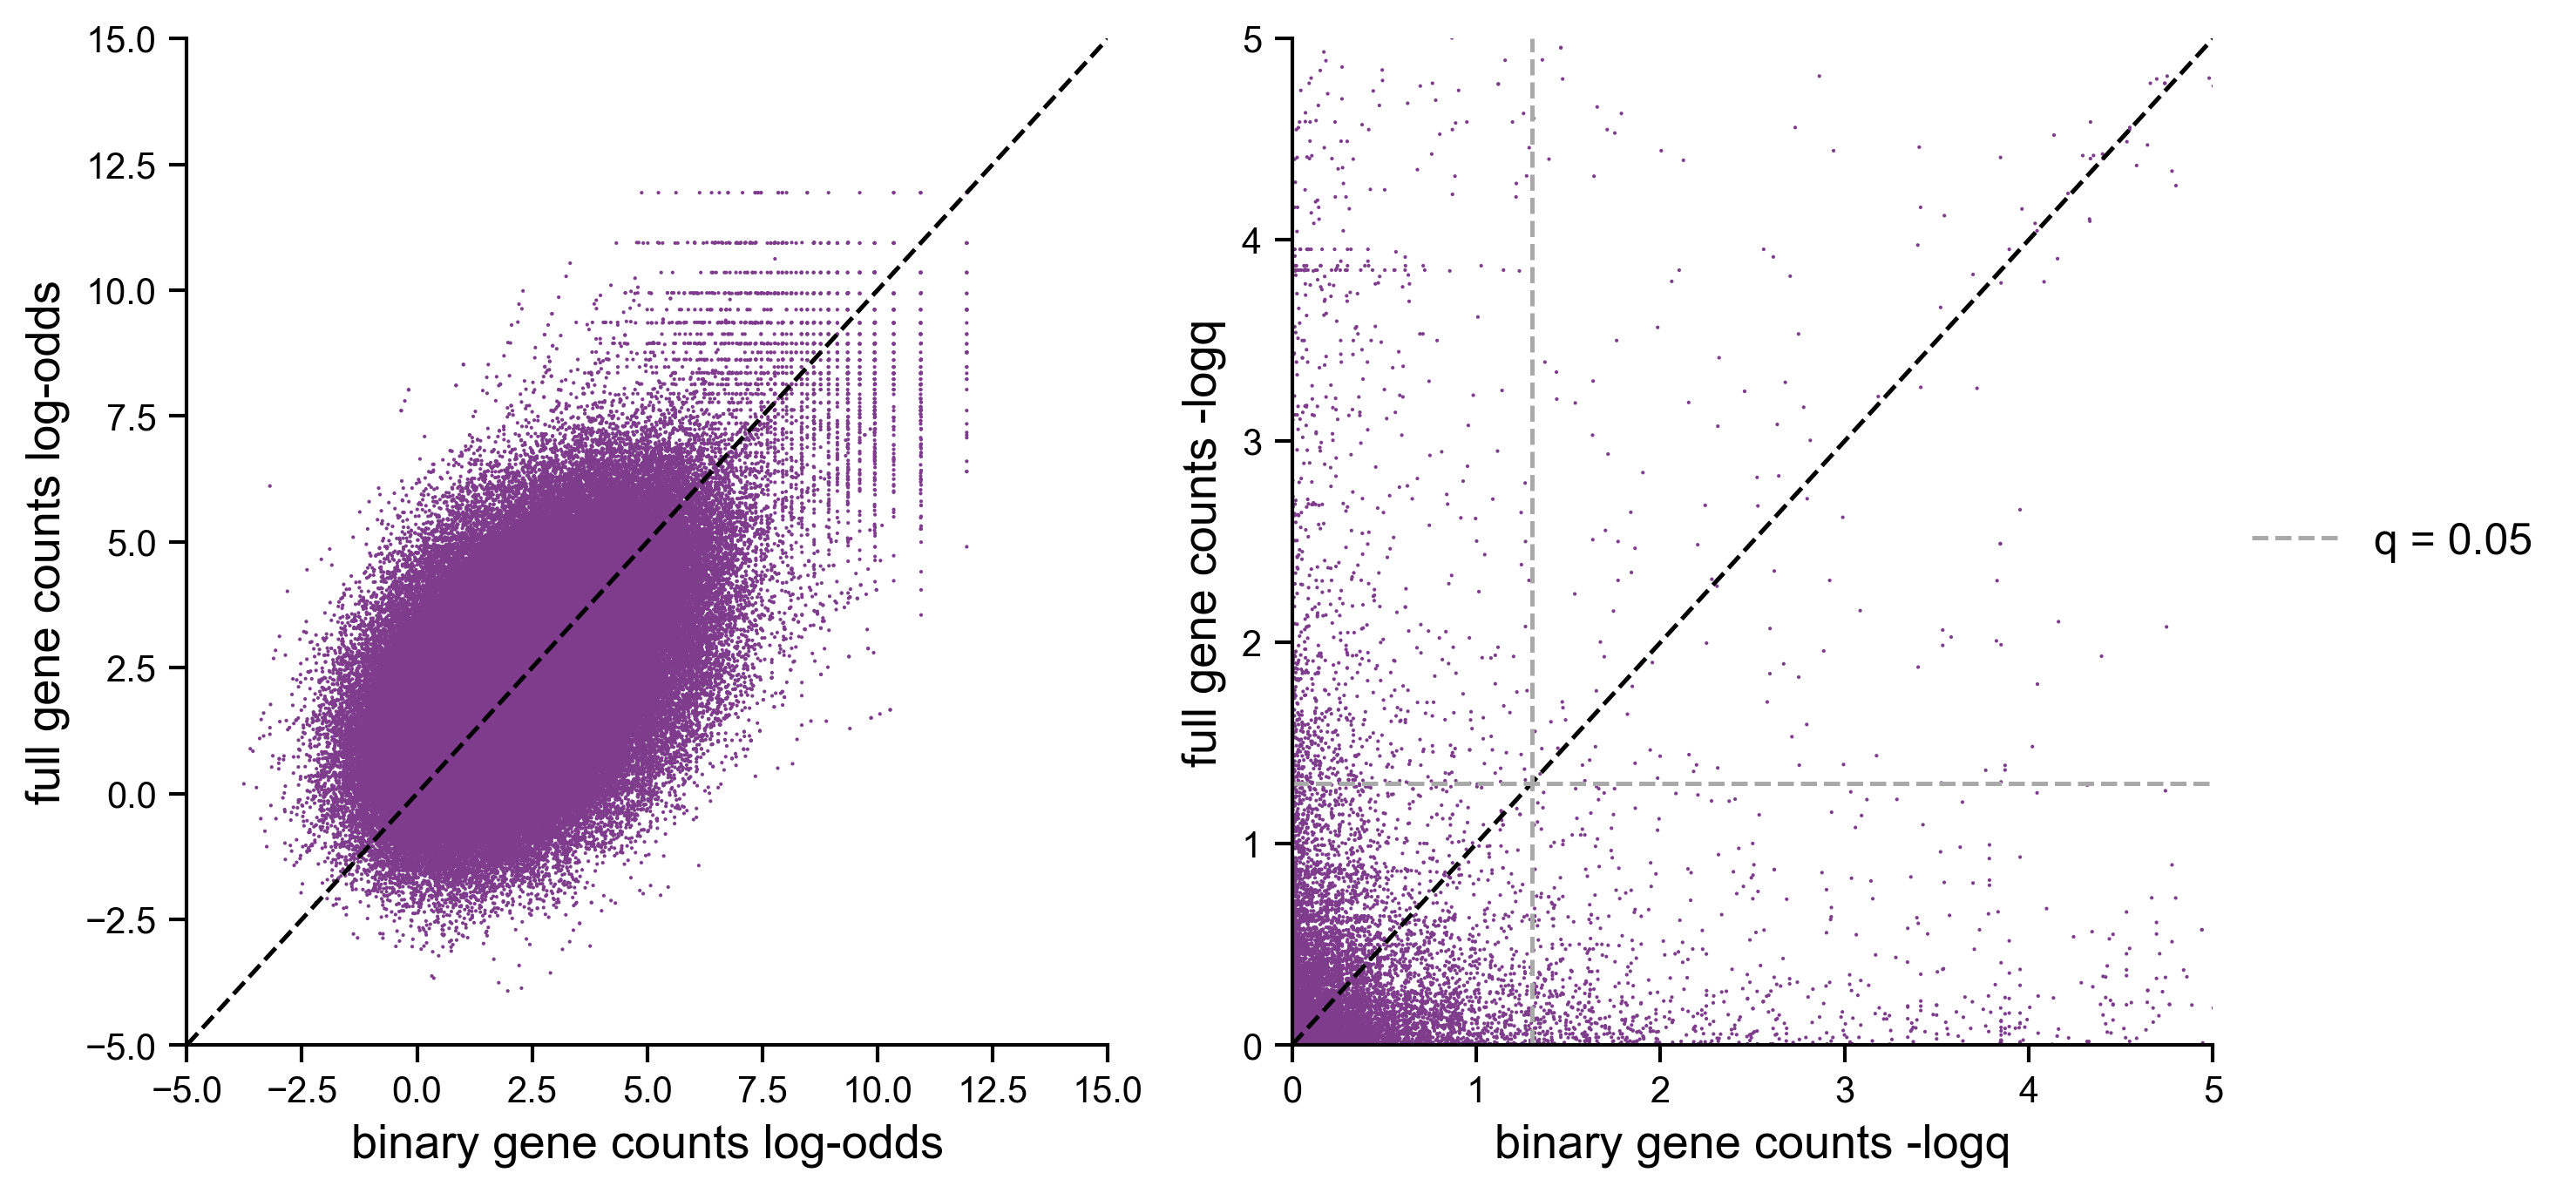 15.0
12.5
10.0
7.5
5.0
2.5
0.0
−2.5
−5.0
full gene counts log-odds
−5.0 −2.5 0.0 2.5 5.0 7.5 10.0 12.5 15.0
binary gene counts log-odds
5
4
3
2
1
0
full gene counts -logq
0 1 2 3 4 5
binary gene counts -logq
q = 0.05